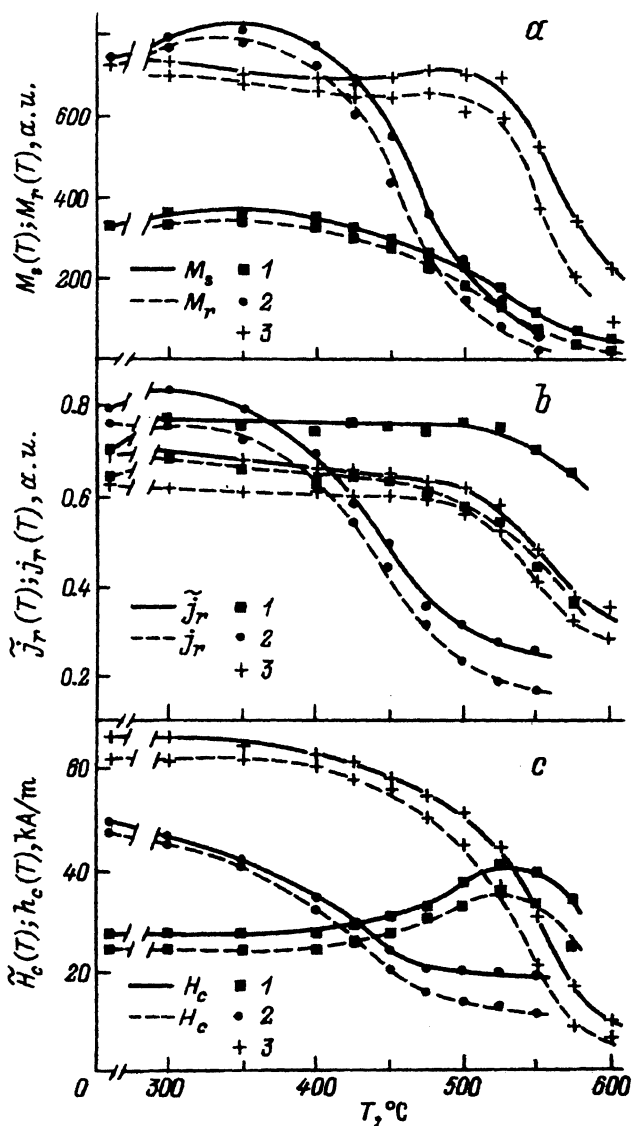 a
M_s(T); M_r(T), a.u.
600
400
200
M_s ■ 1
M_r ● 2
+ 3
b
j̃_r(T); j_r(T), a.u.
0.8
0.6
0.4
0.2
j̃_r ■ 1
j_r ● 2
+ 3
c
H̃_c(T); h_c(T), kA/m
60
40
20
H_c ■ 1
H_c ● 2
+ 3
0 300 400 500 600
T, °C